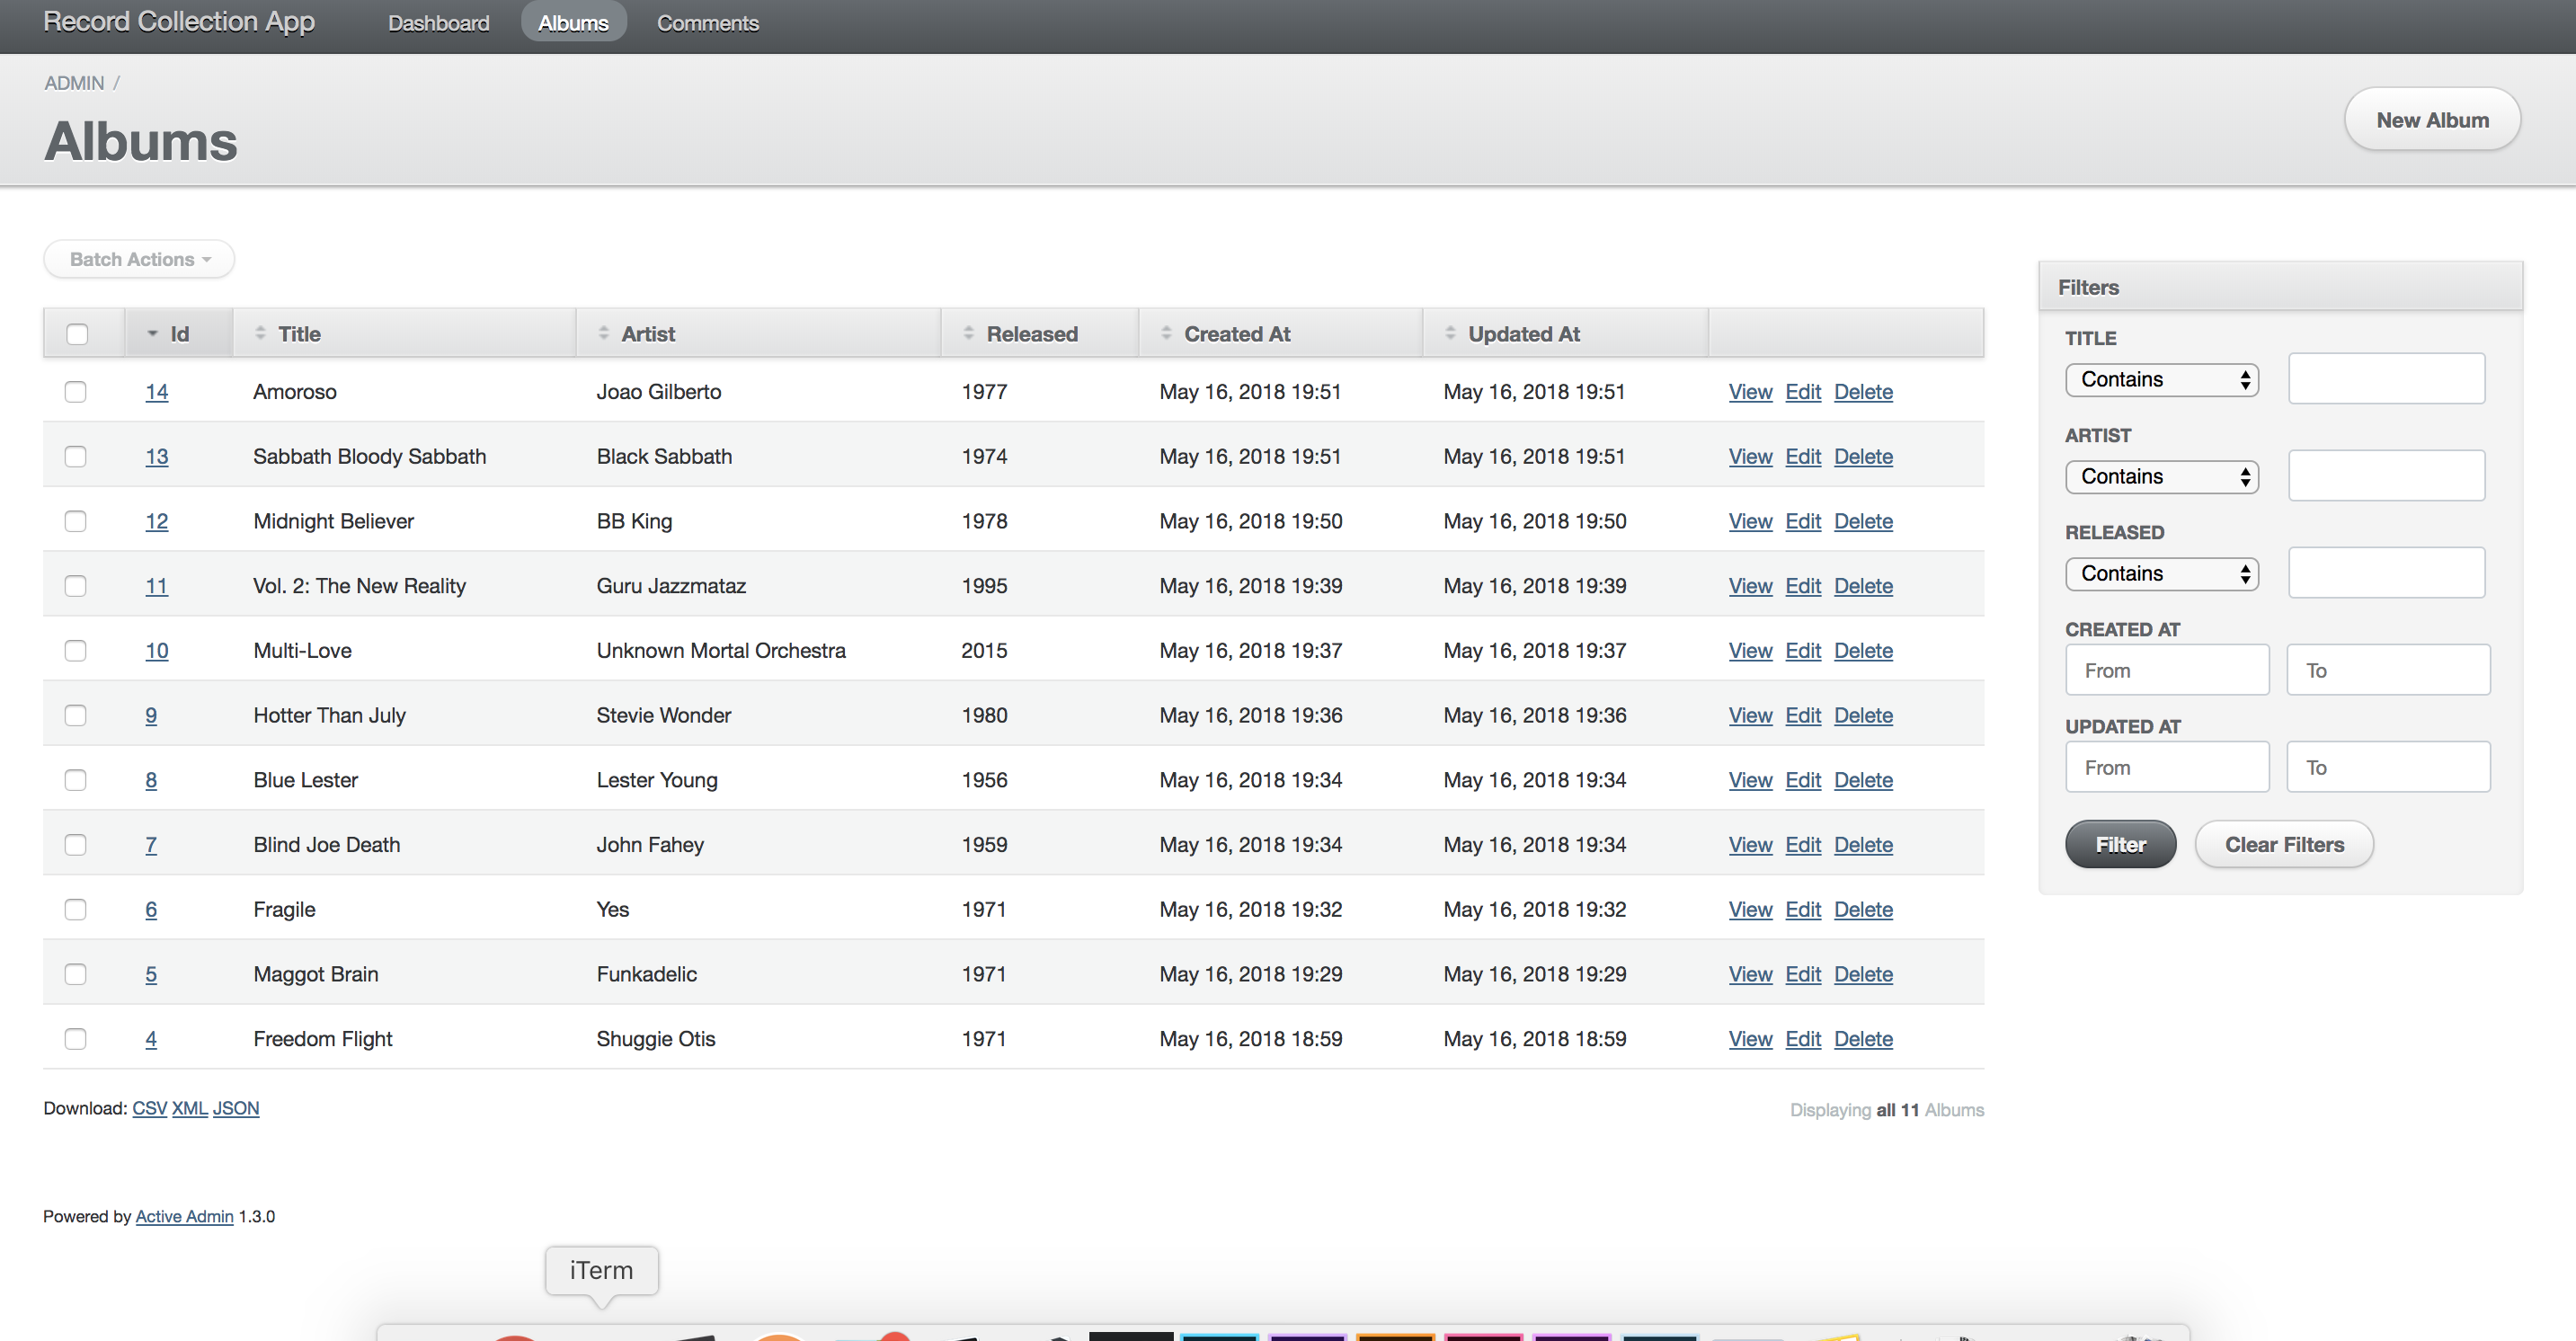 Record Collection App Dashboard Albums Comments
ADMIN /
Albums
New Album
Batch Actions
Id Title Artist Released Created At Updated At
14 Amoroso Joao Gilberto 1977 May 16, 2018 19:51 May 16, 2018 19:51 View Edit Delete
13 Sabbath Bloody Sabbath Black Sabbath 1974 May 16, 2018 19:51 May 16, 2018 19:51 View Edit Delete
12 Midnight Believer BB King 1978 May 16, 2018 19:50 May 16, 2018 19:50 View Edit Delete
11 Vol. 2: The New Reality Guru Jazzmataz 1995 May 16, 2018 19:39 May 16, 2018 19:39 View Edit Delete
10 Multi-Love Unknown Mortal Orchestra 2015 May 16, 2018 19:37 May 16, 2018 19:37 View Edit Delete
9 Hotter Than July Stevie Wonder 1980 May 16, 2018 19:36 May 16, 2018 19:36 View Edit Delete
8 Blue Lester Lester Young 1956 May 16, 2018 19:34 May 16, 2018 19:34 View Edit Delete
7 Blind Joe Death John Fahey 1959 May 16, 2018 19:34 May 16, 2018 19:34 View Edit Delete
6 Fragile Yes 1971 May 16, 2018 19:32 May 16, 2018 19:32 View Edit Delete
5 Maggot Brain Funkadelic 1971 May 16, 2018 19:29 May 16, 2018 19:29 View Edit Delete
4 Freedom Flight Shuggie Otis 1971 May 16, 2018 18:59 May 16, 2018 18:59 View Edit Delete
Download: CSV XML JSON
Displaying all 11 Albums
Filters
TITLE
Contains
ARTIST
Contains
RELEASED
Contains
CREATED AT
From To
UPDATED AT
From To
Filter Clear Filters
Powered by Active Admin 1.3.0
iTerm